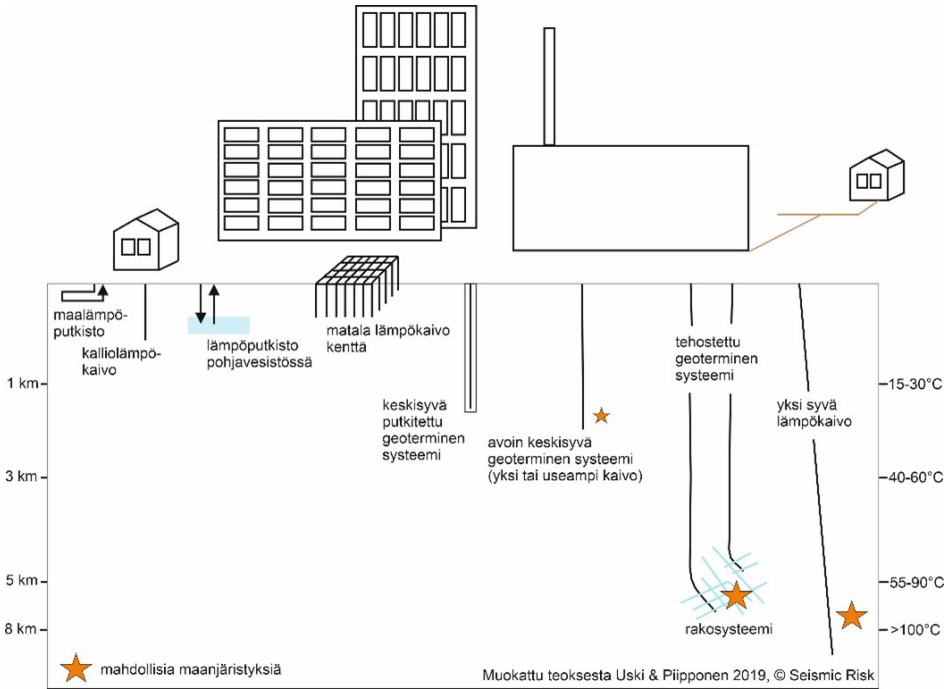 maalämpö-
putkisto
kalliolämpö-
kaivo
lämpöputkisto
pohjavesistössä
matala lämpökaivo
kenttä
keskisyvä
putkitettu
geoterminen
systeemi
avoin keskisyvä
geoterminen systeemi
(yksi tai useampi kaivo)
tehostettu
geoterminen
systeemi
yksi syvä
lämpökaivo
rakosysteemi
1 km
3 km
5 km
8 km
15-30°C
40-60°C
55-90°C
>100°C
mahdollisia maanjäristyksiä
Muokattu teoksesta Uski & Piipponen 2019, © Seismic Risk